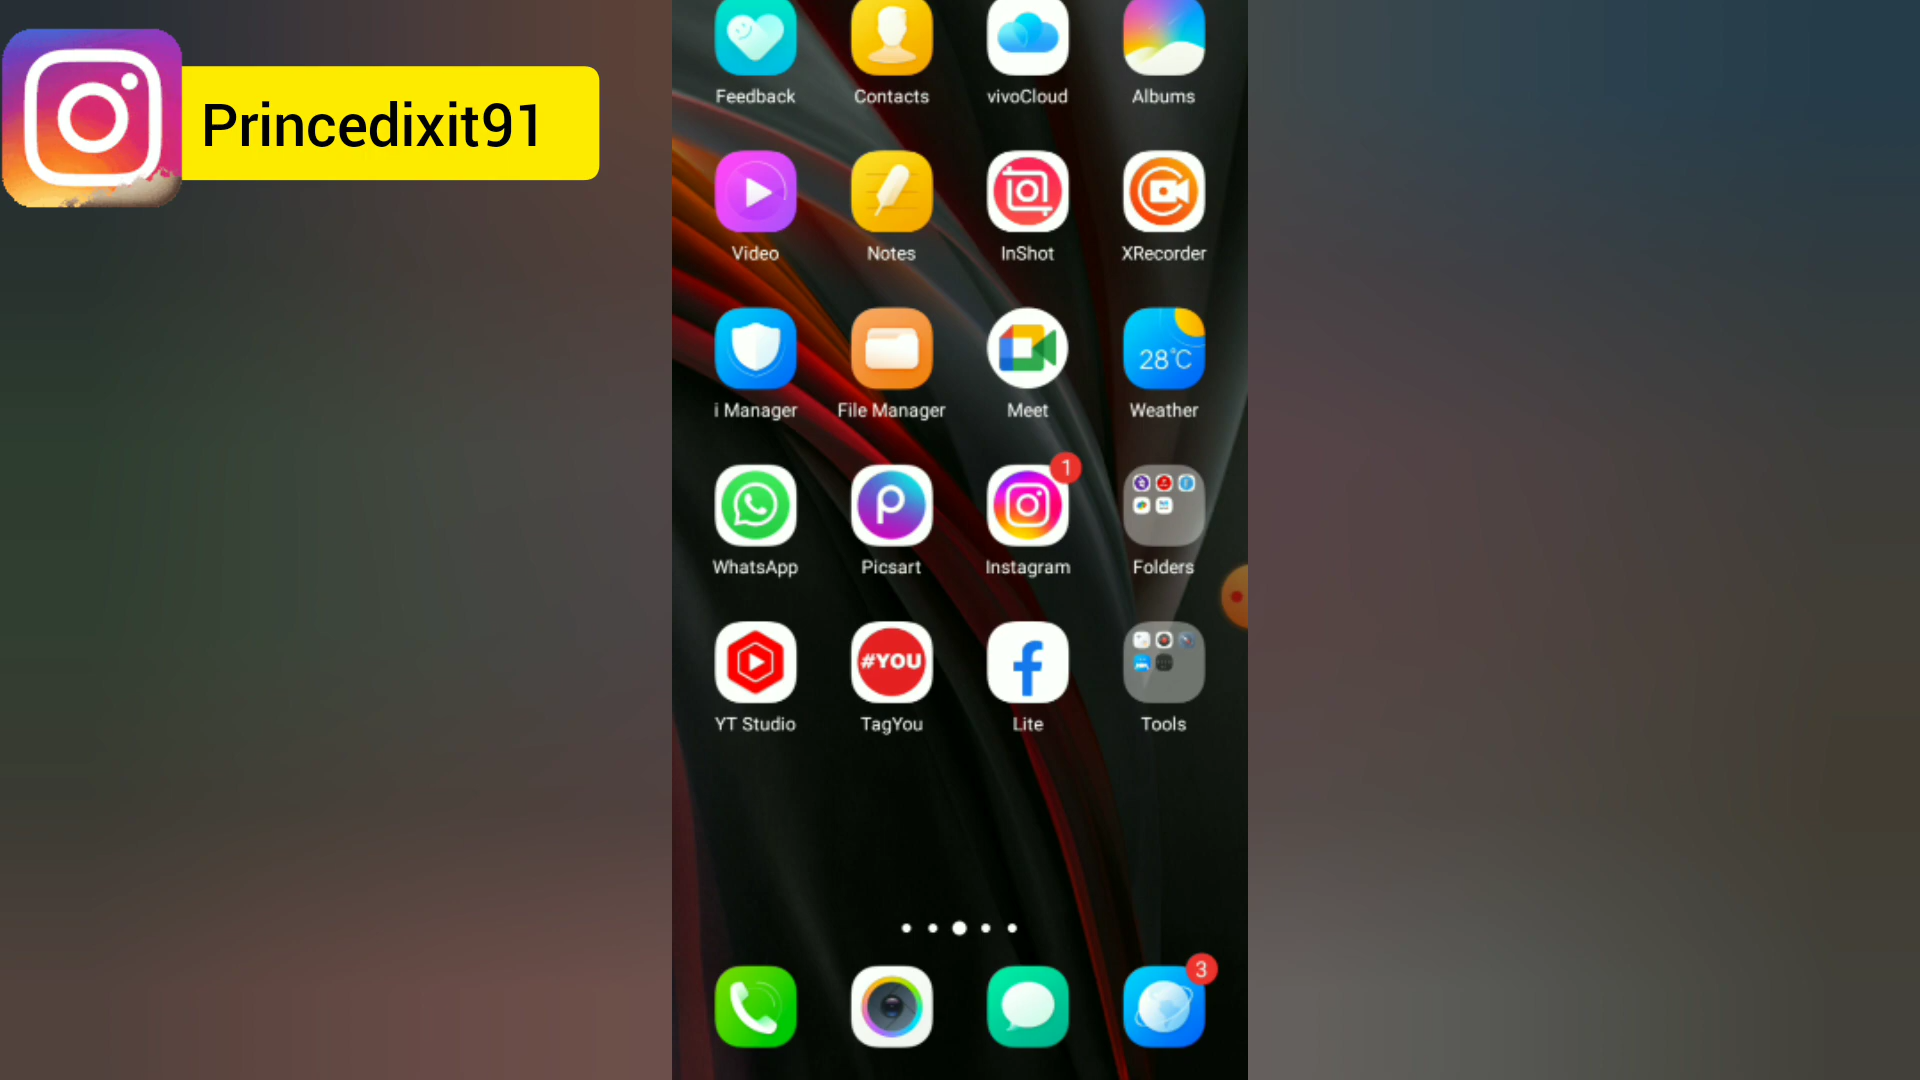 Princedixit91
Feedback Contacts vivoCloud Albums
Video Notes InShot XRecorder
28°C
i Manager File Manager Meet Weather
1
WhatsApp Picsart Instagram Folders
#YOU
YT Studio TagYou Lite Tools
3